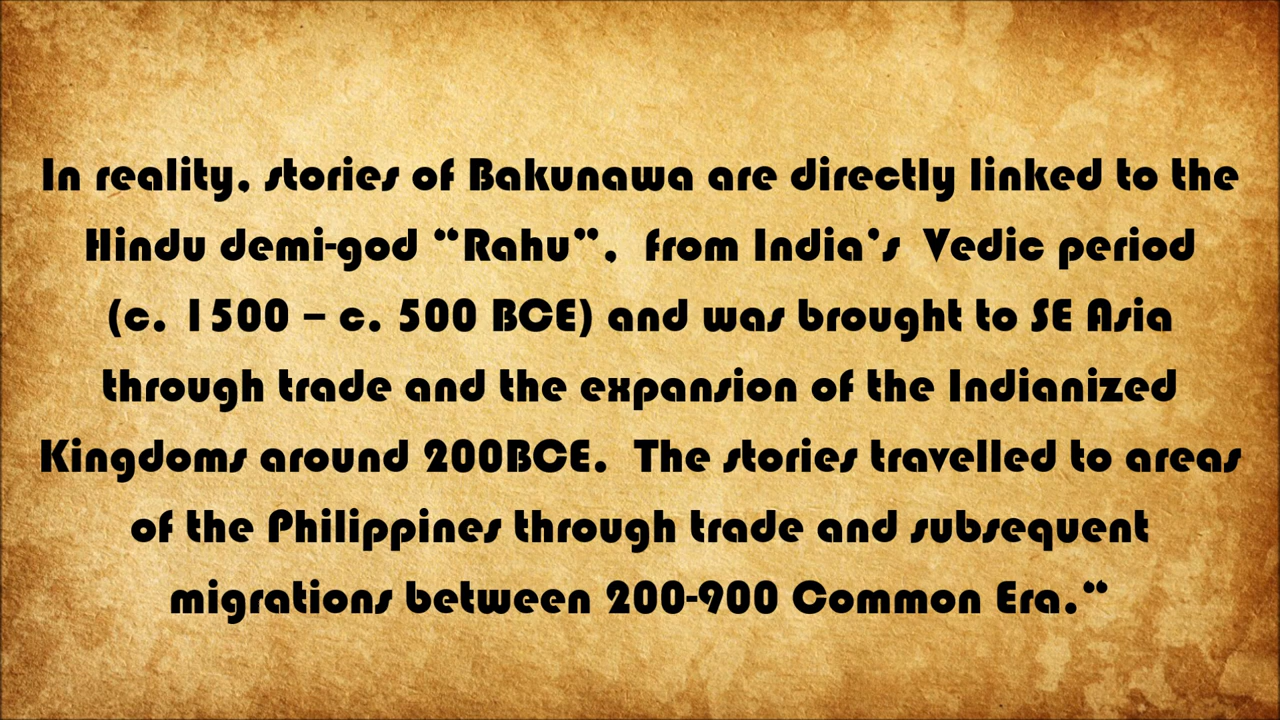 In reality, stories of Bakunawa are directly linked to the
Hindu demi-god “Rahu”, from India’s Vedic period
(c. 1500 – c. 500 BCE) and was brought to SE Asia
through trade and the expansion of the Indianized
Kingdoms around 200BCE. The stories travelled to areas
of the Philippines through trade and subsequent
migrations between 200-900 Common Era.“